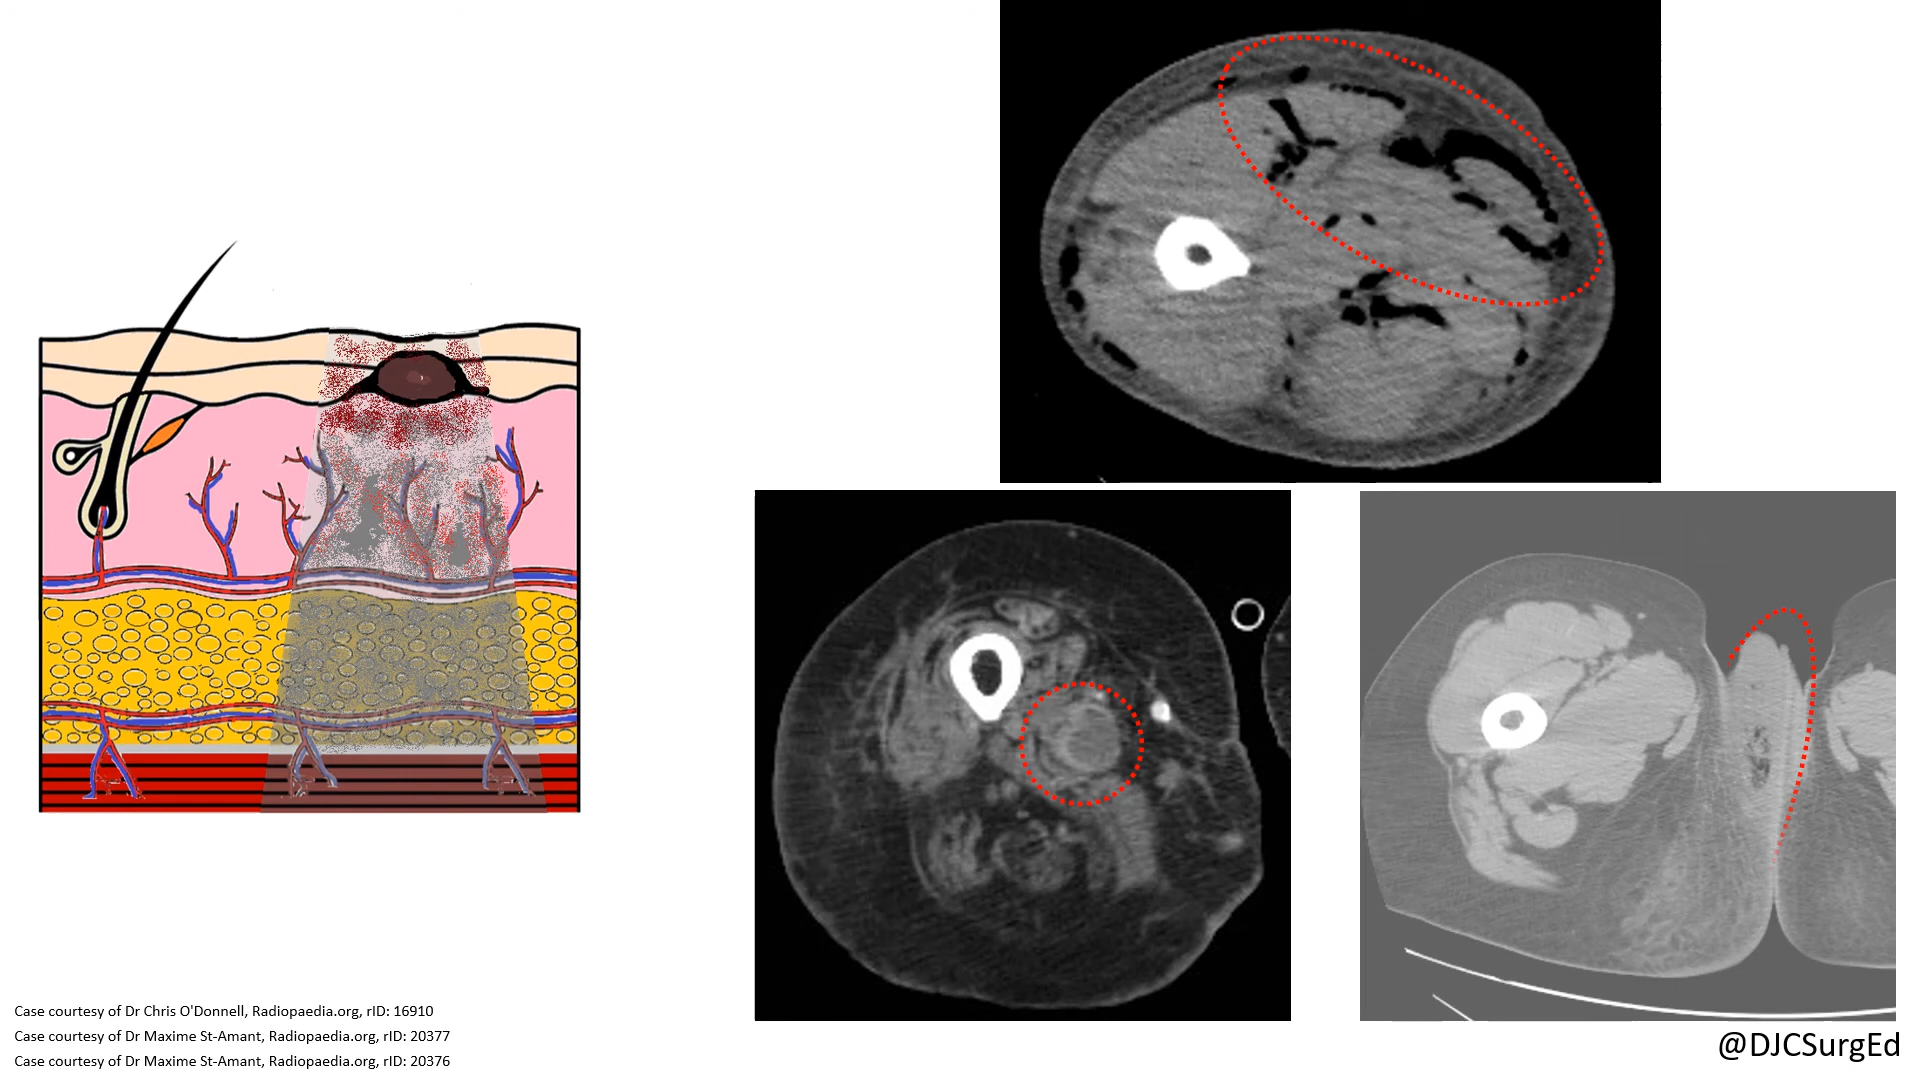 Case courtesy of Dr Chris O'Donnell, Radiopaedia.org, rID: 16910
Case courtesy of Dr Maxime St-Amant, Radiopaedia.org, rID: 20377
Case courtesy of Dr Maxime St-Amant, Radiopaedia.org, rID: 20376
@DJCSurgEd